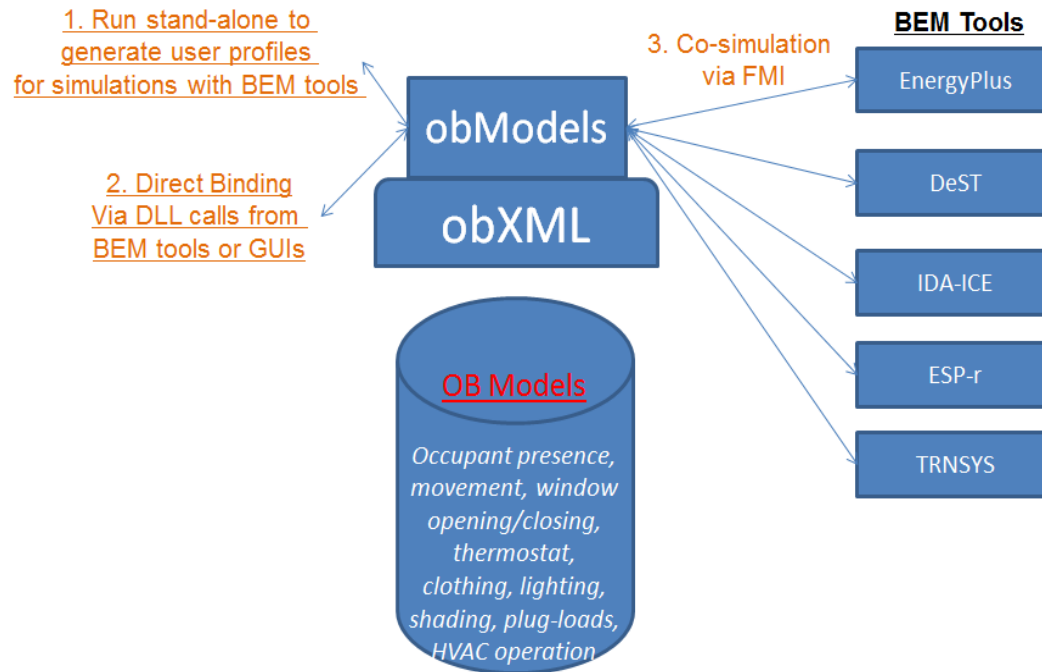 1. Run stand-alone to
generate user profiles
for simulations with BEM tools
2. Direct Binding
Via DLL calls from
BEM tools or GUIs
obModels
obXML
OB Models
Occupant presence,
movement, window
opening/closing,
thermostat,
clothing, lighting,
shading, plug-loads,
HVAC operation
3. Co-simulation
via FMI
BEM Tools
EnergyPlus
DeST
IDA-ICE
ESP-r
TRNSYS